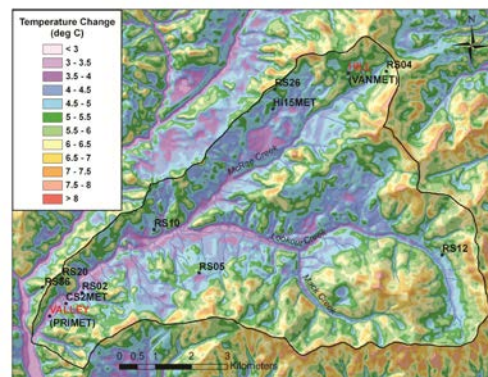 Temperature Change
(deg C)
< 3
3 - 3.5
3.5 - 4
4 - 4.5
4.5 - 5
5 - 5.5
5.5 - 6
6 - 6.5
6.5 - 7
7 - 7.5
7.5 - 8
> 8
N
RS04
(VANMET)
RS26
HI15MET
McRae Creek
RS10
Lookout Creek
RS12
RS05
Mack Creek
RS20
RS86
RS02
CS2MET
VALLEY
(PRIMET)
0 0.5 1 2 3
Kilometers